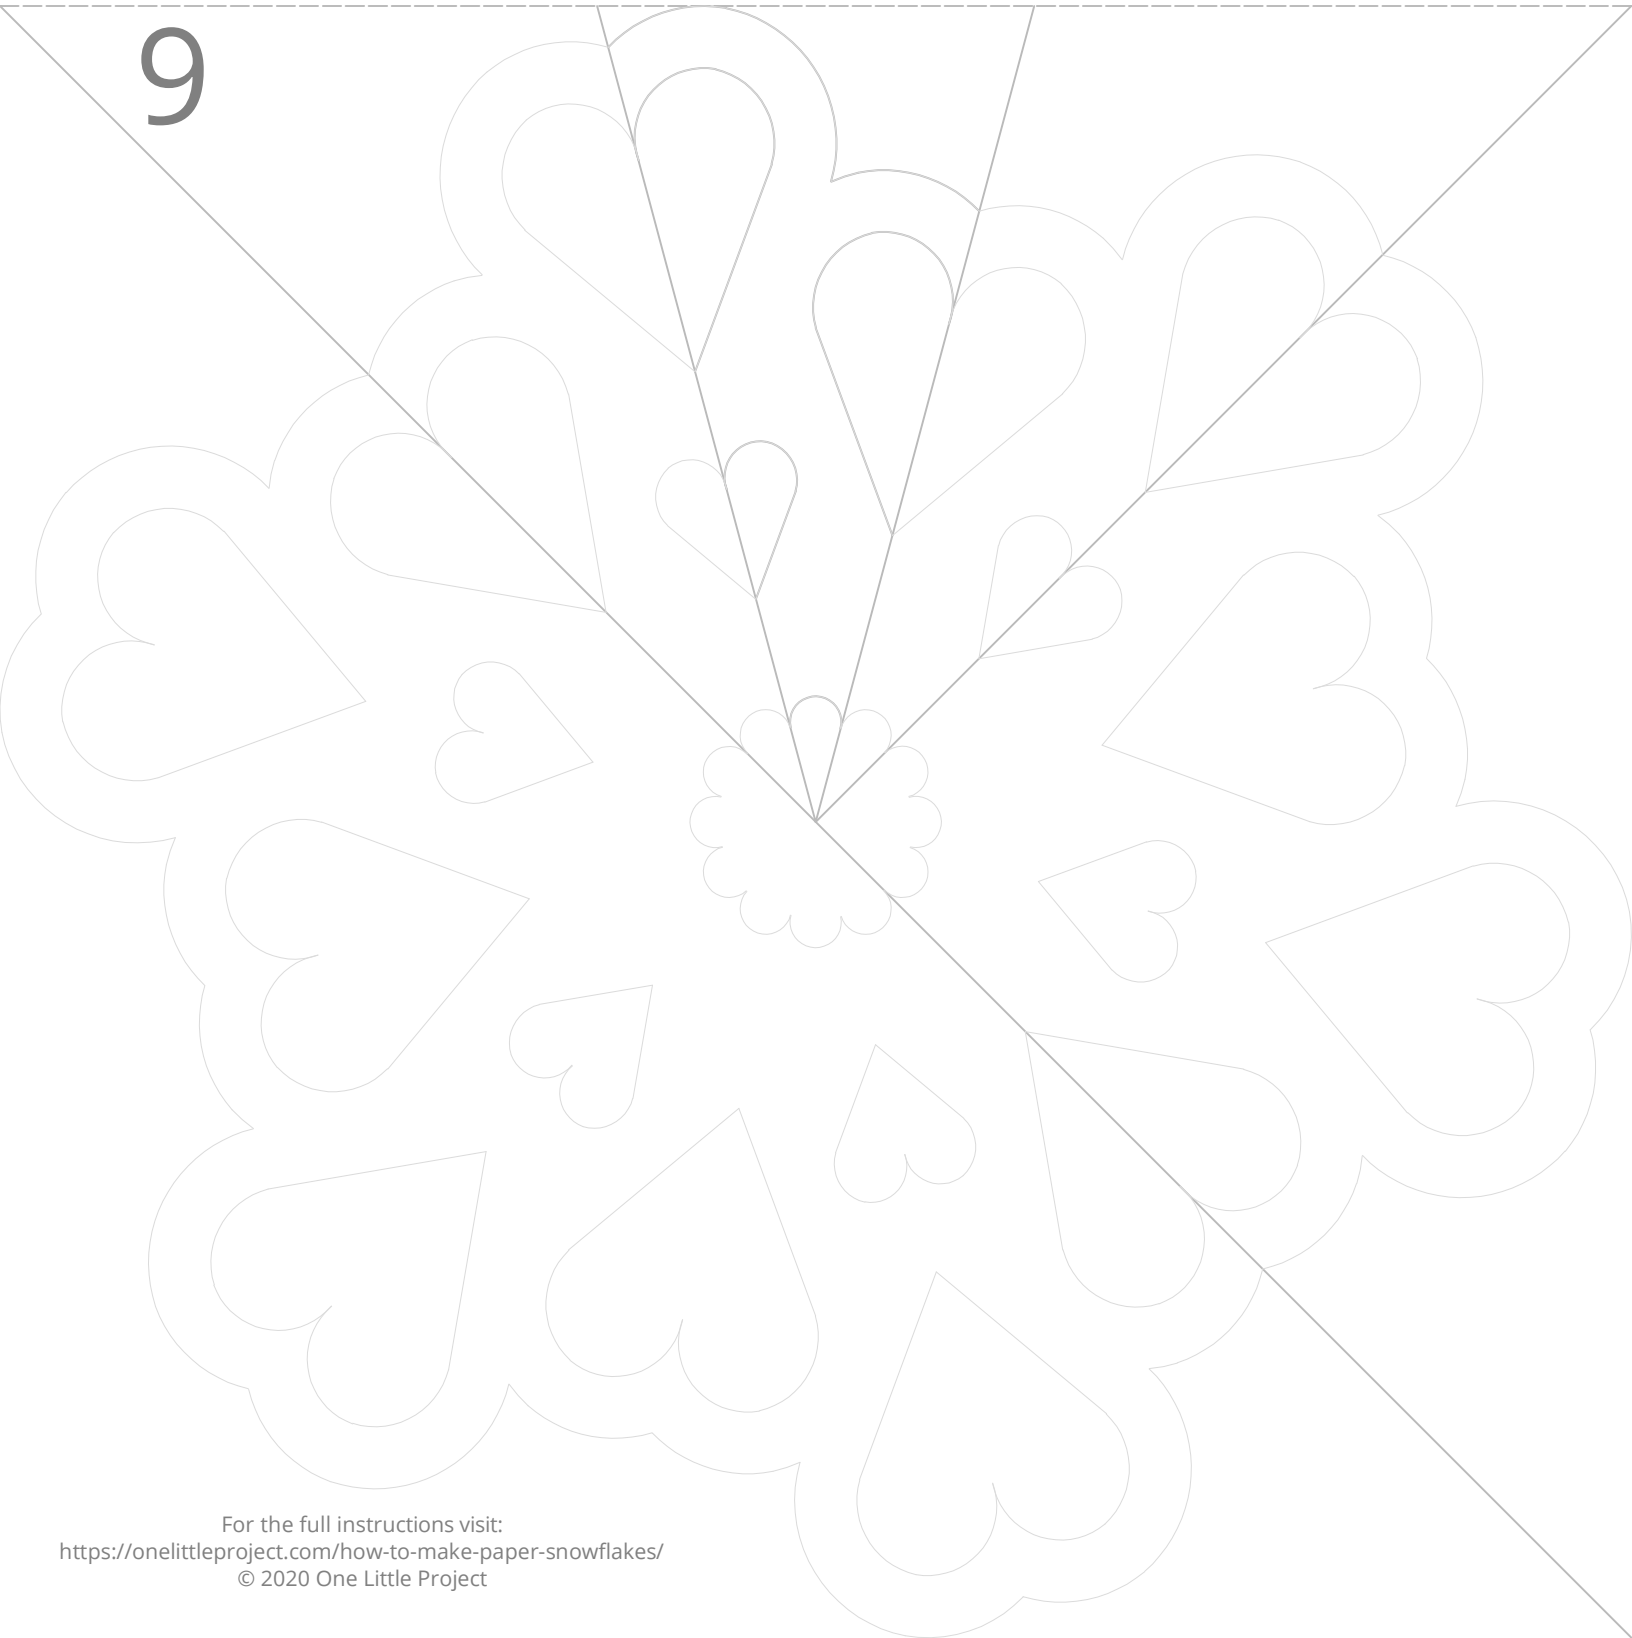 9
For the full instructions visit:
https://onelittleproject.com/how-to-make-paper-snowflakes/
© 2020 One Little Project